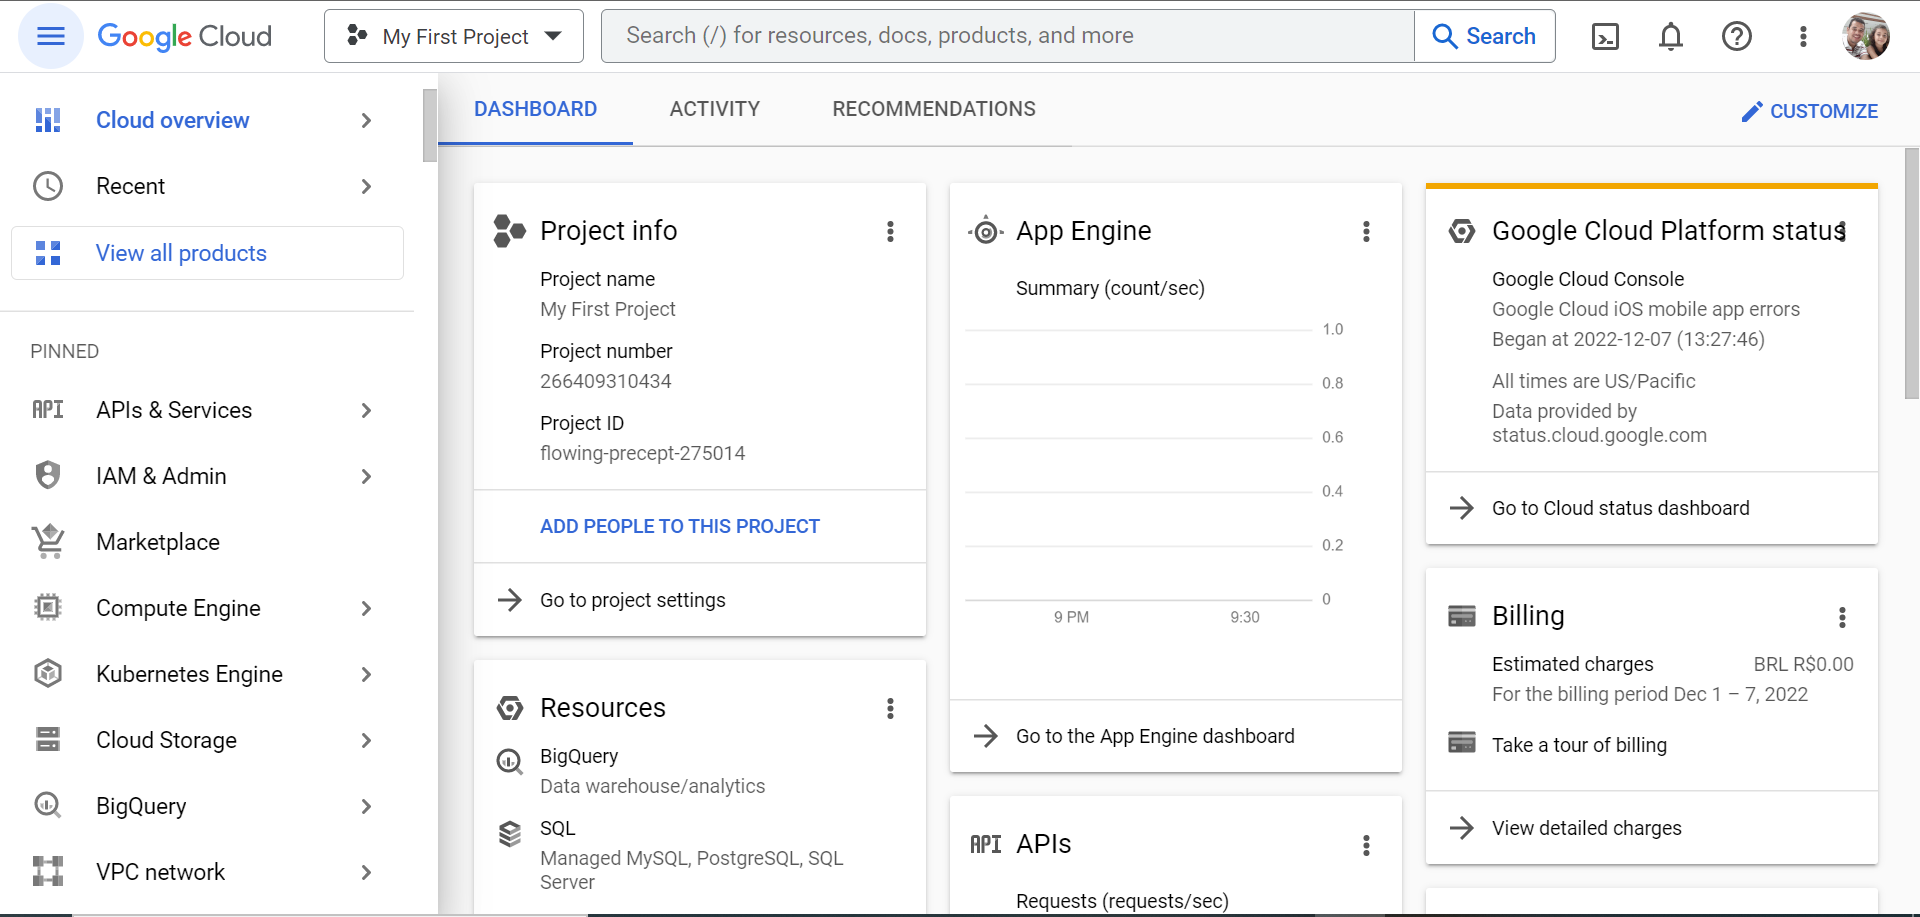 Google Cloud
My First Project
Search (/) for resources, docs, products, and more
Search
Cloud overview
Recent
View all products
PINNED
API
APIs & Services
IAM & Admin
Marketplace
Compute Engine
Kubernetes Engine
Cloud Storage
BigQuery
VPC network
DASHBOARD
ACTIVITY
RECOMMENDATIONS
CUSTOMIZE
Project info
Project name
My First Project
Project number
266409310434
Project ID
flowing-precept-275014
ADD PEOPLE TO THIS PROJECT
Go to project settings
Resources
BigQuery
Data warehouse/analytics
SQL
Managed MySQL, PostgreSQL, SQL
Server
App Engine
Summary (count/sec)
1.0
0.8
0.6
0.4
0.2
0
9 PM
9:30
Go to the App Engine dashboard
API
APIs
Requests (requests/sec)
Google Cloud Platform status
Google Cloud Console
Google Cloud iOS mobile app errors
Began at 2022-12-07 (13:27:46)
All times are US/Pacific
Data provided by
status.cloud.google.com
Go to Cloud status dashboard
Billing
Estimated charges
BRL R$0.00
For the billing period Dec 1 – 7, 2022
Take a tour of billing
View detailed charges